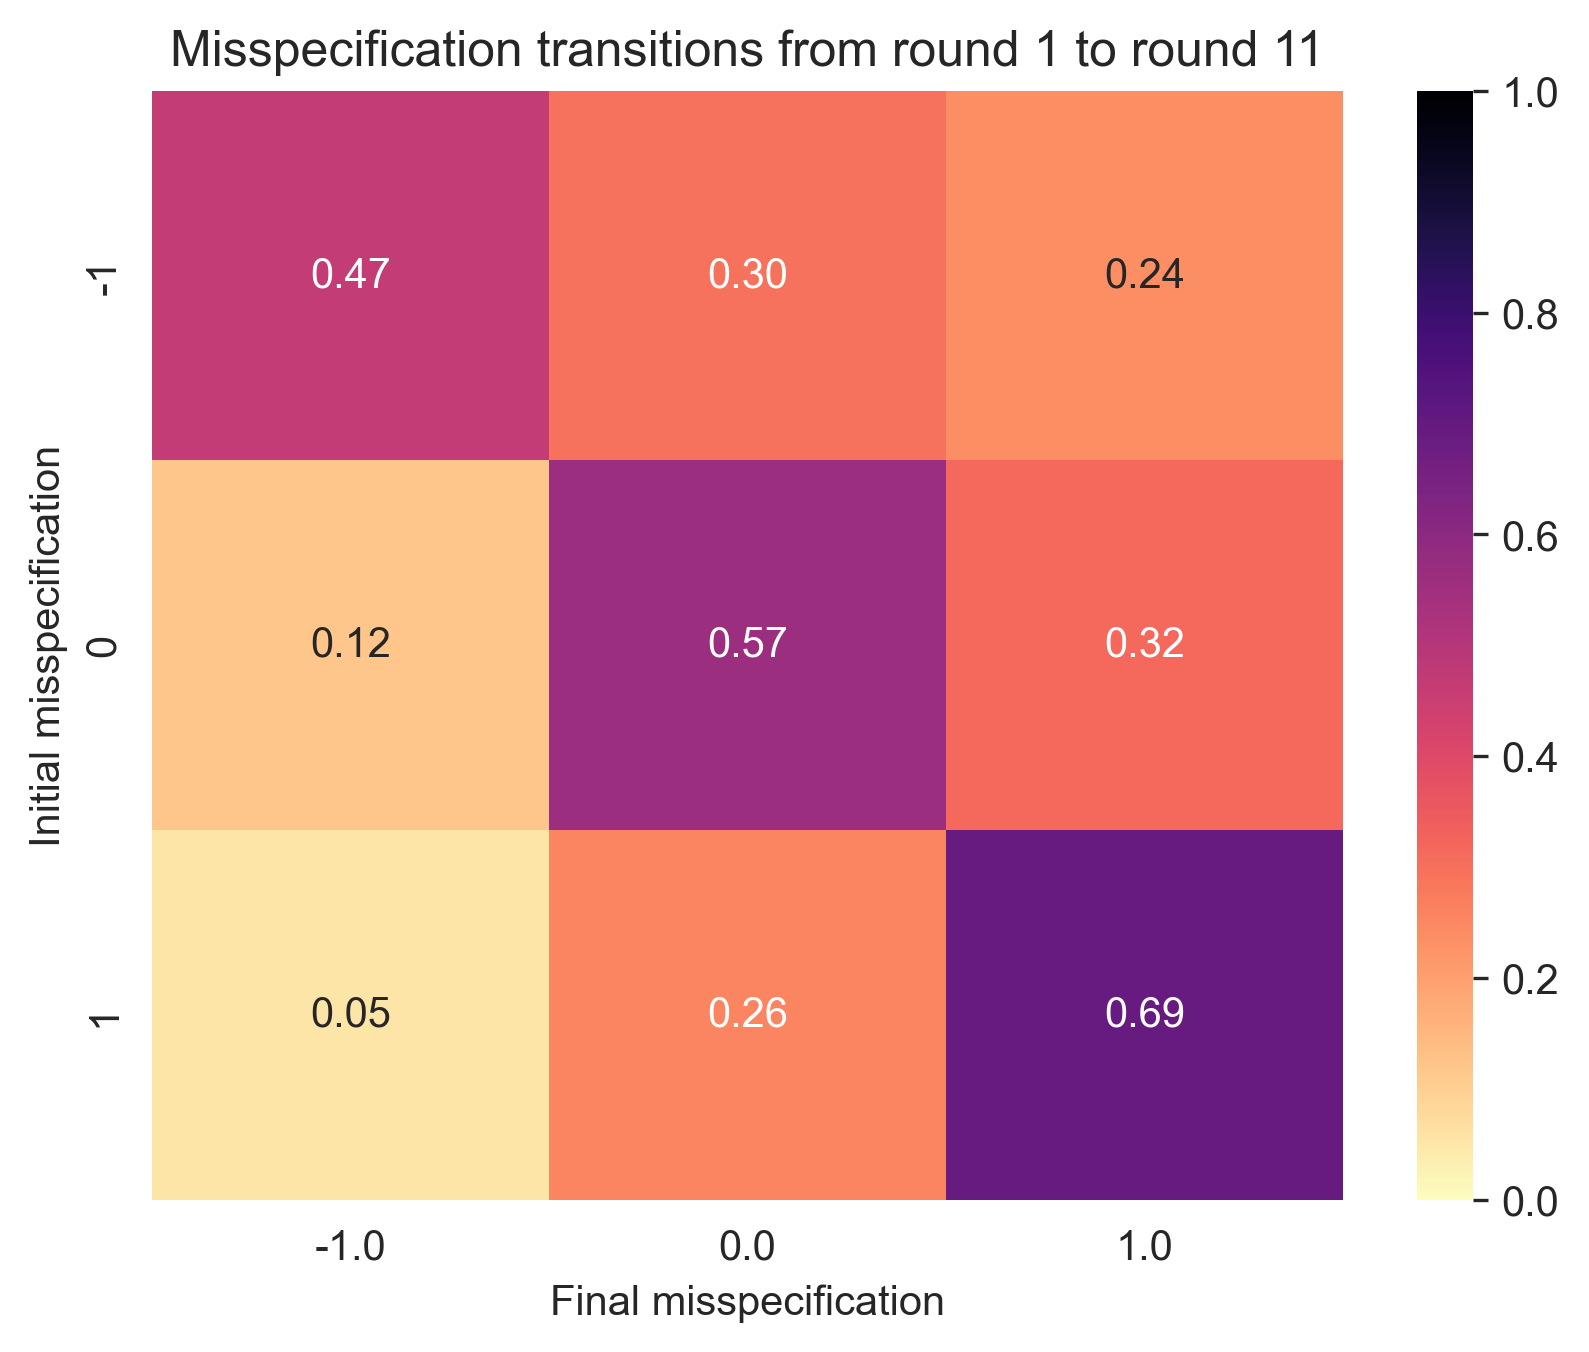 Misspecification transitions from round 1 to round 11
Initial misspecification
-1
0
1
0.47 0.30 0.24
0.12 0.57 0.32
0.05 0.26 0.69
-1.0 0.0 1.0
Final misspecification
1.0
0.8
0.6
0.4
0.2
0.0